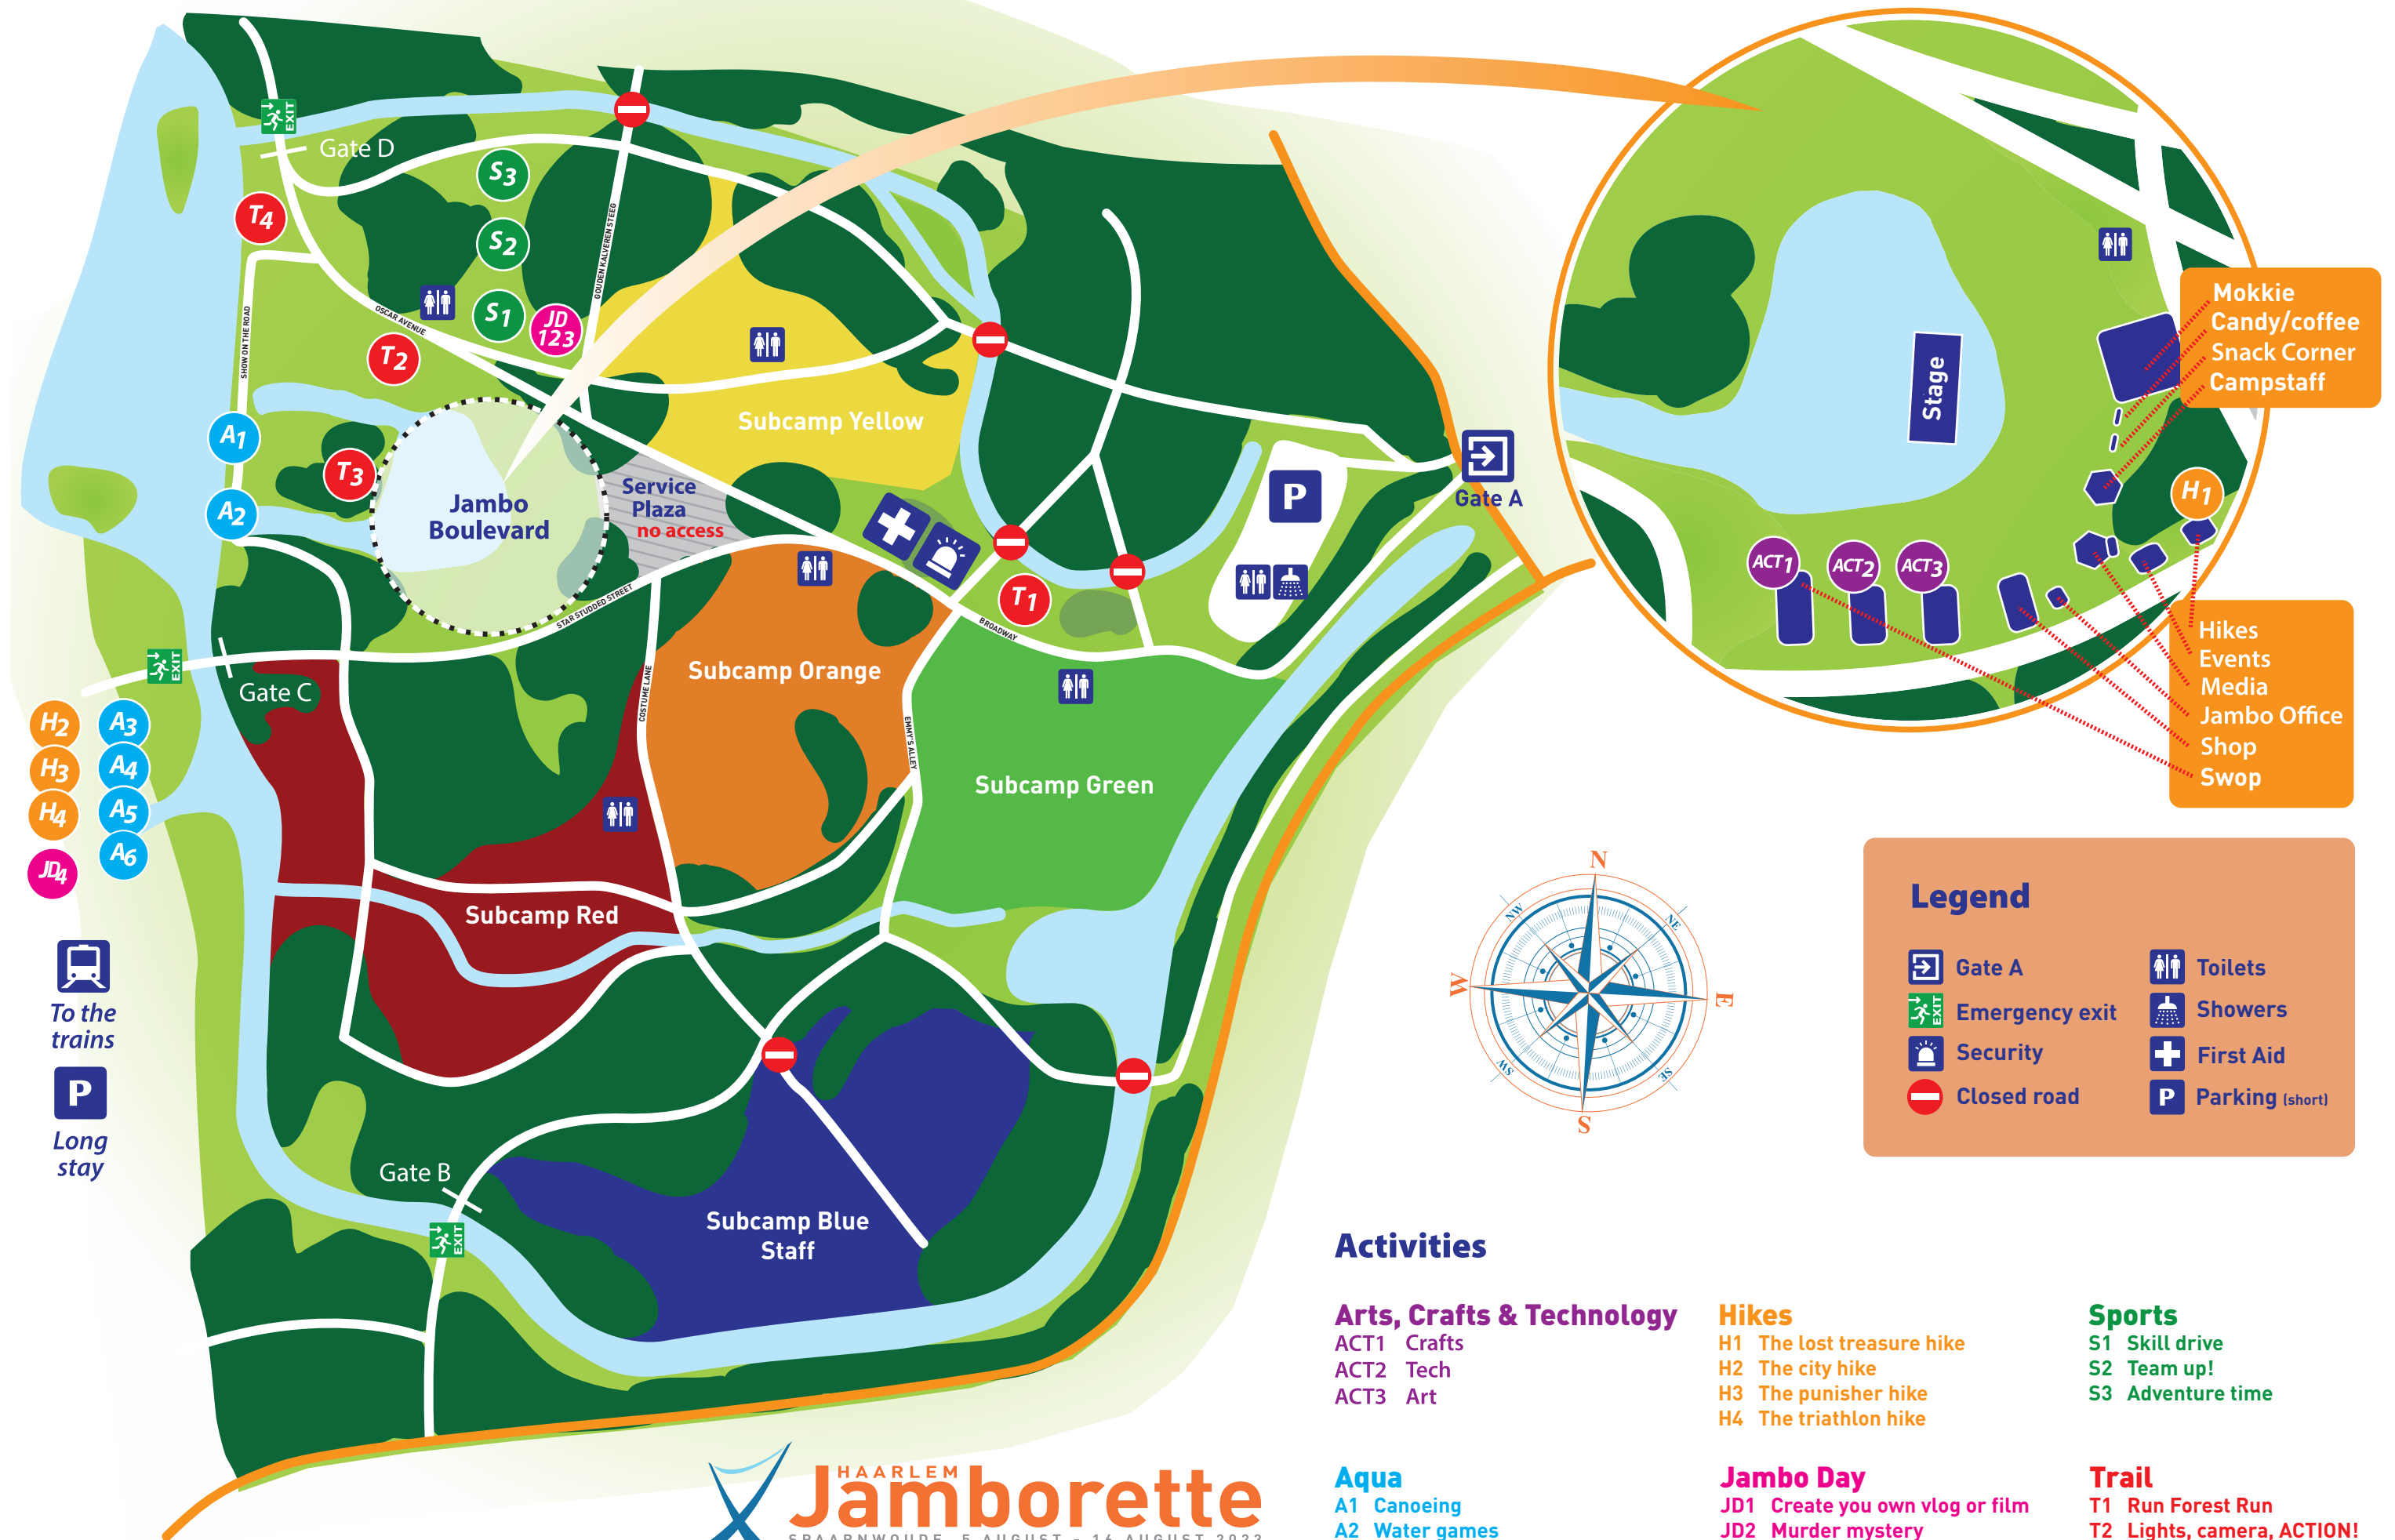 EXIT
Gate D
S3
T4
S2
GOUDEN KALVEREN STEEG
S1
JD
123
OSCAR AVENUE
SHOW ON THE ROAD
T2
A1
T3
A2
Subcamp Yellow
Jambo
Boulevard
Service
Plaza
no access
P
Gate A
T1
STAR STUDDED STREET
BROADWAY
EXIT
Gate C
COSTUME LANE
Subcamp Orange
EMMY'S ALLEY
Subcamp Green
H2
A3
H3
A4
H4
A5
JD4
A6
Subcamp Red
To the
trains
P
Long
stay
Gate B
EXIT
Subcamp Blue
Staff
Stage
Mokkie
Candy/coffee
Snack Corner
Campstaff
H1
ACT1
ACT2
ACT3
Hikes
Events
Media
Jambo Office
Shop
Swop
N
NE
E
SE
S
SW
W
NW
Legend
Gate A
EXIT
Emergency exit
Security
Closed road
Toilets
Showers
First Aid
P
Parking (short)
Activities
Arts, Crafts & Technology
ACT1 Crafts
ACT2 Tech
ACT3 Art
Hikes
H1 The lost treasure hike
H2 The city hike
H3 The punisher hike
H4 The triathlon hike
Sports
S1 Skill drive
S2 Team up!
S3 Adventure time
Aqua
A1 Canoeing
A2 Water games
Jambo Day
JD1 Create you own vlog or film
JD2 Murder mystery
Trail
T1 Run Forest Run
T2 Lights, camera, ACTION!
HAARLEM
Jamborette